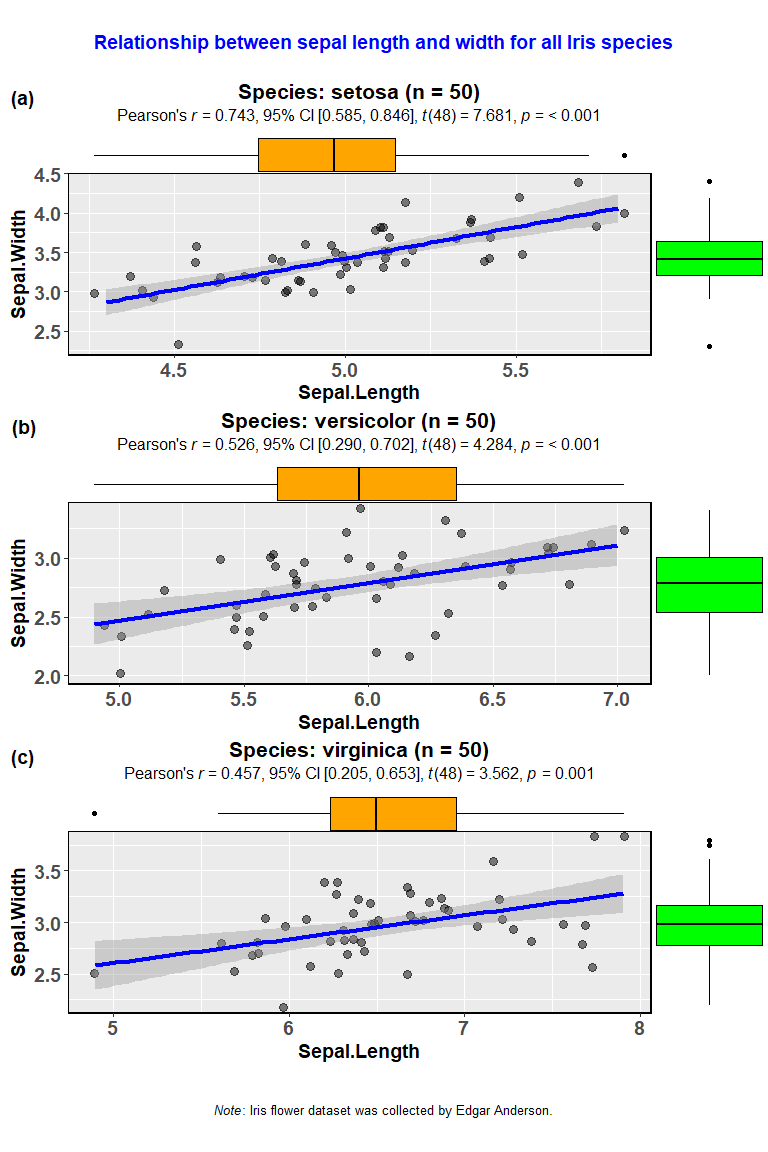 Relationship between sepal length and width for all Iris species
(a)
Species: setosa (n = 50)
Pearson's r = 0.743, 95% CI [0.585, 0.846], t(48) = 7.681, p = < 0.001
4.5
4.0
3.5
3.0
2.5
Sepal.Width
4.5 5.0 5.5
Sepal.Length
(b)
Species: versicolor (n = 50)
Pearson's r = 0.526, 95% CI [0.290, 0.702], t(48) = 4.284, p = < 0.001
3.0
2.5
2.0
Sepal.Width
5.0 5.5 6.0 6.5 7.0
Sepal.Length
(c)
Species: virginica (n = 50)
Pearson's r = 0.457, 95% CI [0.205, 0.653], t(48) = 3.562, p = 0.001
3.5
3.0
2.5
Sepal.Width
5 6 7 8
Sepal.Length
Note: Iris flower dataset was collected by Edgar Anderson.